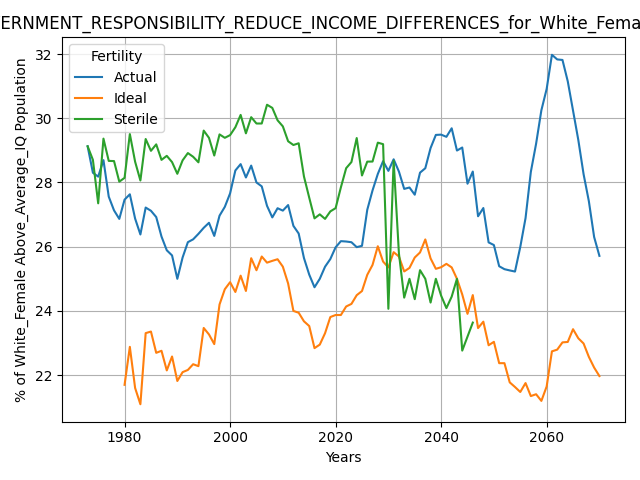 ERNMENT_RESPONSIBILITY_REDUCE_INCOME_DIFFERENCES_for_White_Fema
% of White_Female Above_Average_IQ Population
32
30
28
26
24
22
Fertility
Actual
Ideal
Sterile
1980
2000
2020
2040
2060
Years